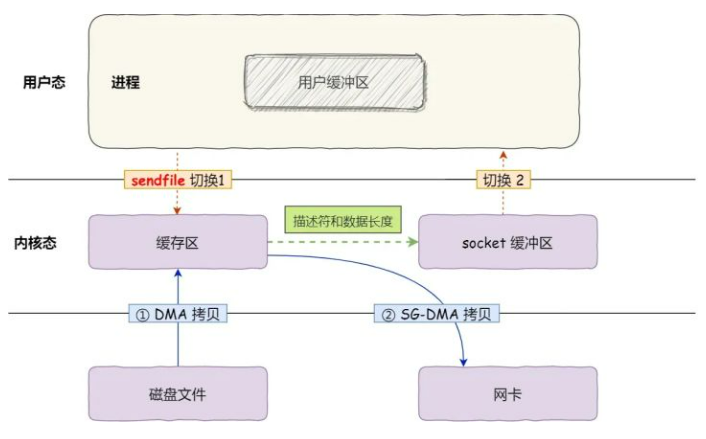 用户态
进程
用户缓冲区
sendfile 切换1
切换 2
内核态
缓存区
描述符和数据长度
socket 缓冲区
① DMA 拷贝
② SG-DMA 拷贝
磁盘文件
网卡